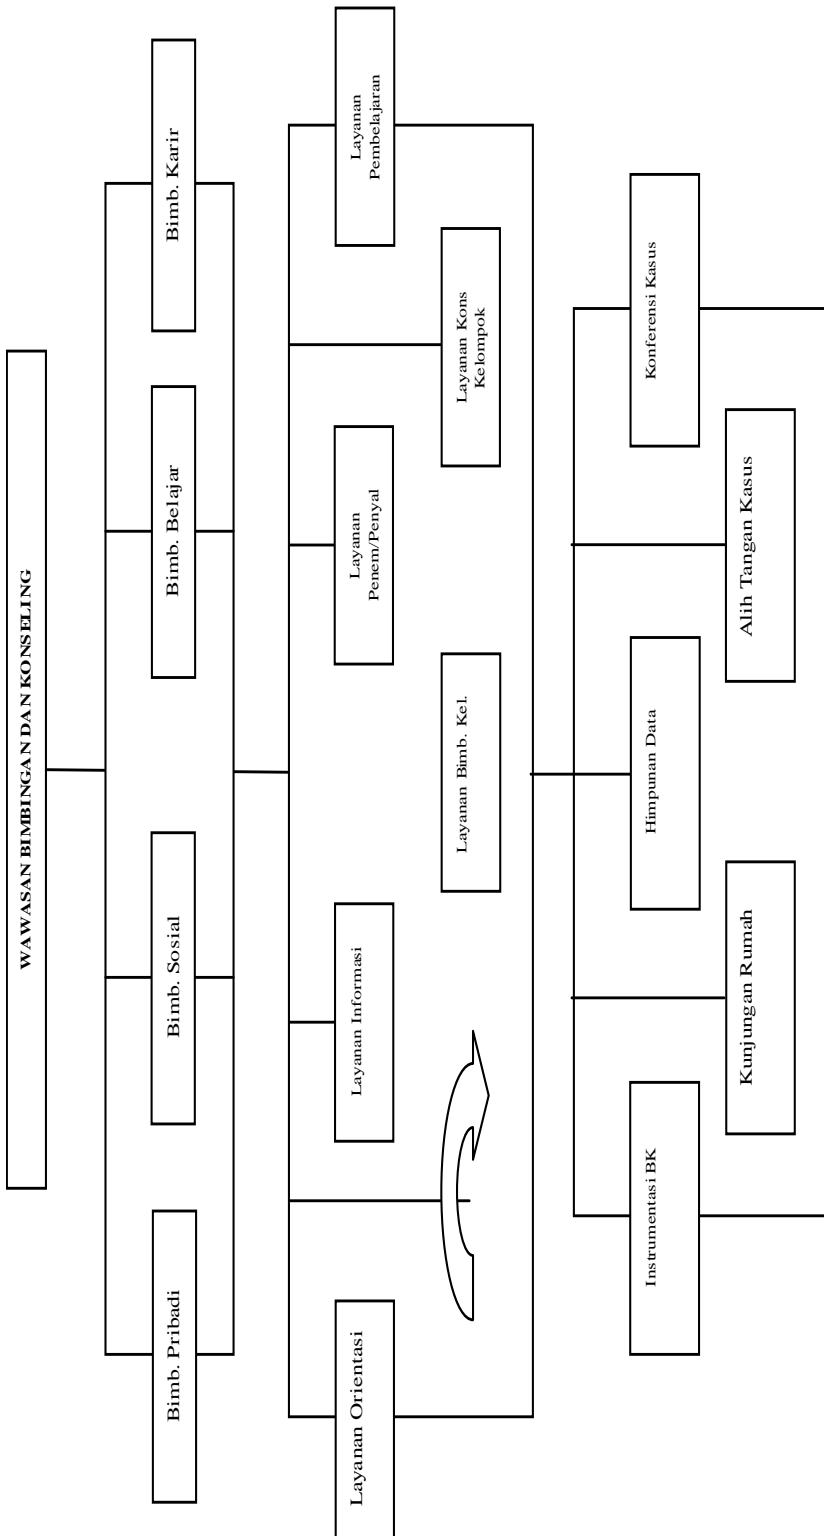 WAWASAN BIMBINGAN DAN KONSELING
Bimb. Pribadi
Bimb. Sosial
Bimb. Belajar
Bimb. Karir
Layanan Orientasi
Layanan Informasi
Layanan
Penem/Penyal
Layanan
Pembelajaran
Layanan Bimb. Kel.
Layanan Kons
Kelompok
Instrumentasi BK
Himpunan Data
Konferensi Kasus
Kunjungan Rumah
Alih Tangan Kasus